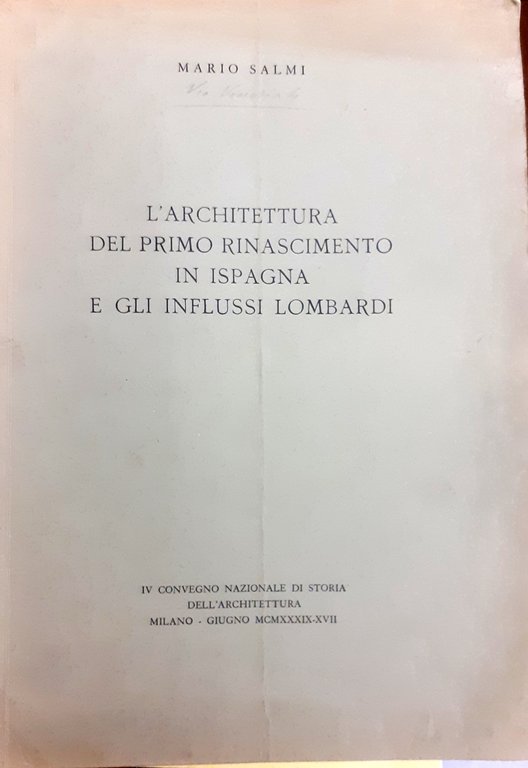 MARIO SALMI
Via
L'ARCHITETTURA
DEL PRIMO RINASCIMENTO
IN ISPAGNA
E GLI INFLUSSI LOMBARDI
IV CONVEGNO NAZIONALE DI STORIA
DELL'ARCHITETTURA
MILANO - GIUGNO MCMXXXIX-XVII